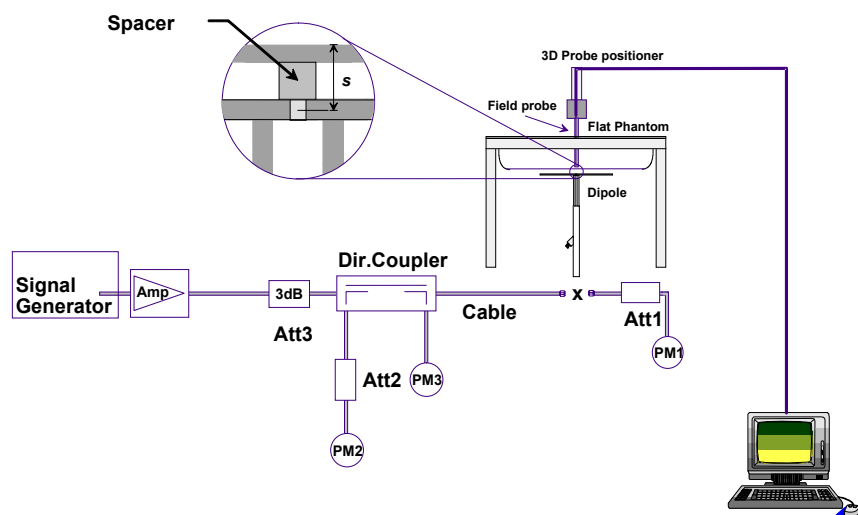 Spacer
s
3D Probe positioner
Field probe
Flat Phantom
Dipole
Dir.Coupler
Signal
Generator
Amp
3dB
Att3
Cable
x
Att1
PM1
Att2
PM3
PM2